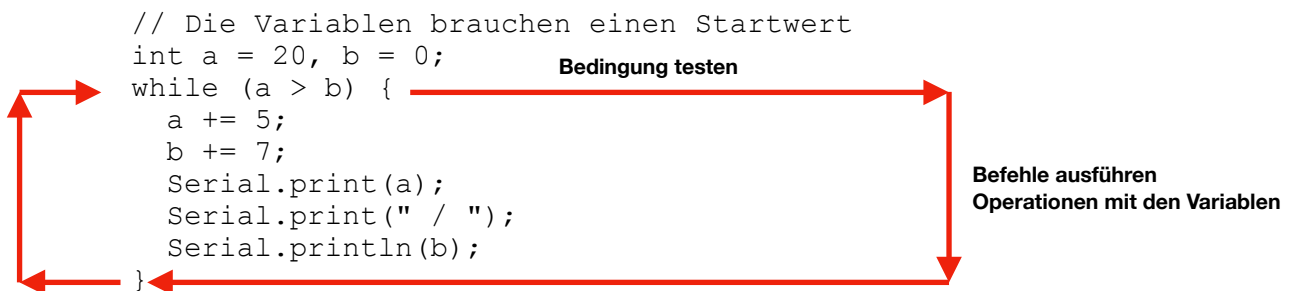 // Die Variablen brauchen einen Startwert
int a = 20, b = 0;
Bedingung testen
while (a > b) {
a += 5;
b += 7;
Serial.print(a);
Serial.print(" / ");
Serial.println(b);
}
Befehle ausführen
Operationen mit den Variablen